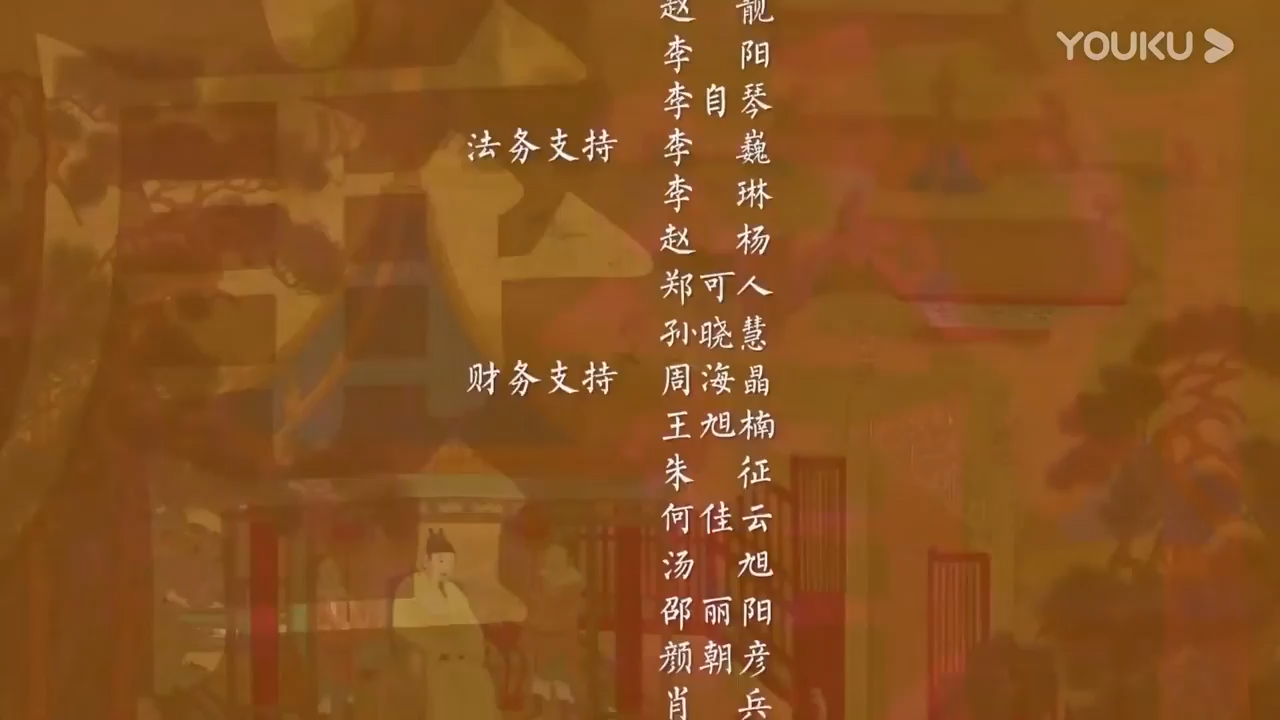 YOUKU
赵 靓
李 阳
李自琴
法务支持 李 巍
李 琳
赵 杨
郑可人
孙晓慧
财务支持 周海晶
王旭楠
朱 征
何佳云
汤 旭
邵丽阳
颜朝彦
肖 兵